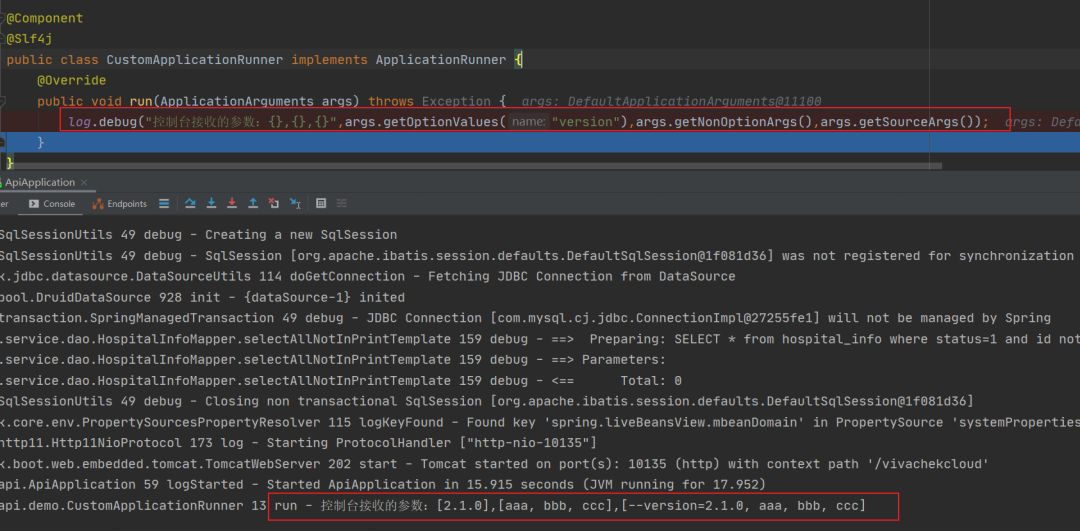 @Component
@Slf4j
public class CustomApplicationRunner implements ApplicationRunner {
@Override
public void run(ApplicationArguments args) throws Exception { args: DefaultApplicationArguments@11100
log.debug("控制台接收的参数: {},{},{}",args.getOptionValues( name: "version"),args.getNonOptionArgs(),args.getSourceArgs()); args: Defa
}
}
ApiApplication ×
er Console Endpoints
SqlSessionUtils 49 debug - Creating a new SqlSession
SqlSessionUtils 49 debug - SqlSession [org.apache.ibatis.session.defaults.DefaultSqlSession@1f081d36] was not registered for synchronization
k.jdbc.datasource.DataSourceUtils 114 doGetConnection - Fetching JDBC Connection from DataSource
pool.DruidDataSource 928 init - {dataSource-1} inited
transaction.SpringManagedTransaction 49 debug - JDBC Connection [com.mysql.cj.jdbc.ConnectionImpl@27255fe1] will not be managed by Spring
.service.dao.HospitalInfoMapper.selectAllNotInPrintTemplate 159 debug - ==>  Preparing: SELECT * from hospital_info where status=1 and id not
.service.dao.HospitalInfoMapper.selectAllNotInPrintTemplate 159 debug - ==> Parameters:
.service.dao.HospitalInfoMapper.selectAllNotInPrintTemplate 159 debug - <==      Total: 0
SqlSessionUtils 49 debug - Closing non transactional SqlSession [org.apache.ibatis.session.defaults.DefaultSqlSession@1f081d36]
k.core.env.PropertySourcesPropertyResolver 115 logKeyFound - Found key 'spring.liveBeansView.mbeanDomain' in PropertySource 'systemProperties
http11.Http11NioProtocol 173 log - Starting ProtocolHandler ["http-nio-10135"]
k.boot.web.embedded.tomcat.TomcatWebServer 202 start - Tomcat started on port(s): 10135 (http) with context path '/vivachekcloud'
api.ApiApplication 59 logStarted - Started ApiApplication in 15.915 seconds (JVM running for 17.952)
api.demo.CustomApplicationRunner 13 run - 控制台接收的参数: [2.1.0],[aaa, bbb, ccc],[--version=2.1.0, aaa, bbb, ccc]